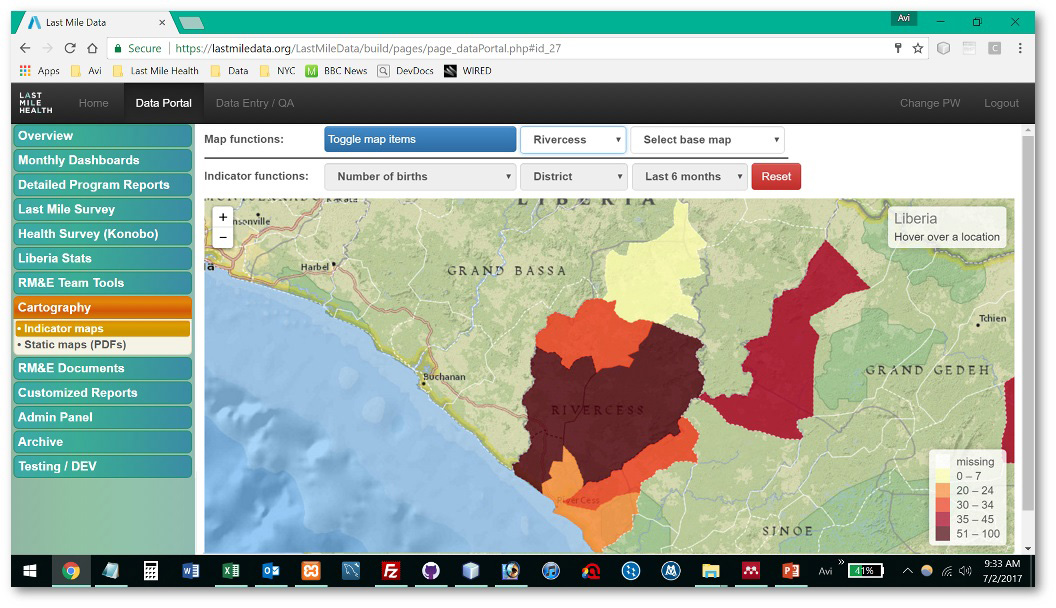 Last Mile Data
Avi
Secure https://lastmiledata.org/LastMileData/build/pages/page_dataPortal.php#id_27
Apps Avi Last Mile Health Data NYC BBC News DevDocs WIRED
LAST
MILE
HEALTH
Home Data Portal Data Entry / QA Change PW Logout
Overview
Monthly Dashboards
Detailed Program Reports
Last Mile Survey
Health Survey (Konobo)
Liberia Stats
RM&E Team Tools
Cartography
• Indicator maps
• Static maps (PDFs)
RM&E Documents
Customized Reports
Admin Panel
Archive
Testing / DEV
Map functions: Toggle map items Rivercess Select base map
Indicator functions: Number of births District Last 6 months Reset
+
−
LIBERIA
nsonville
Harbel
GRAND BASSA
Buchanan
RIVERCESS
River Cess
Tchien
GRAND GEDEH
SINOE
Liberia
Hover over a location
missing
0 – 7
20 – 24
30 – 34
35 – 45
51 – 100
Avi
41%
9:33 AM
7/2/2017